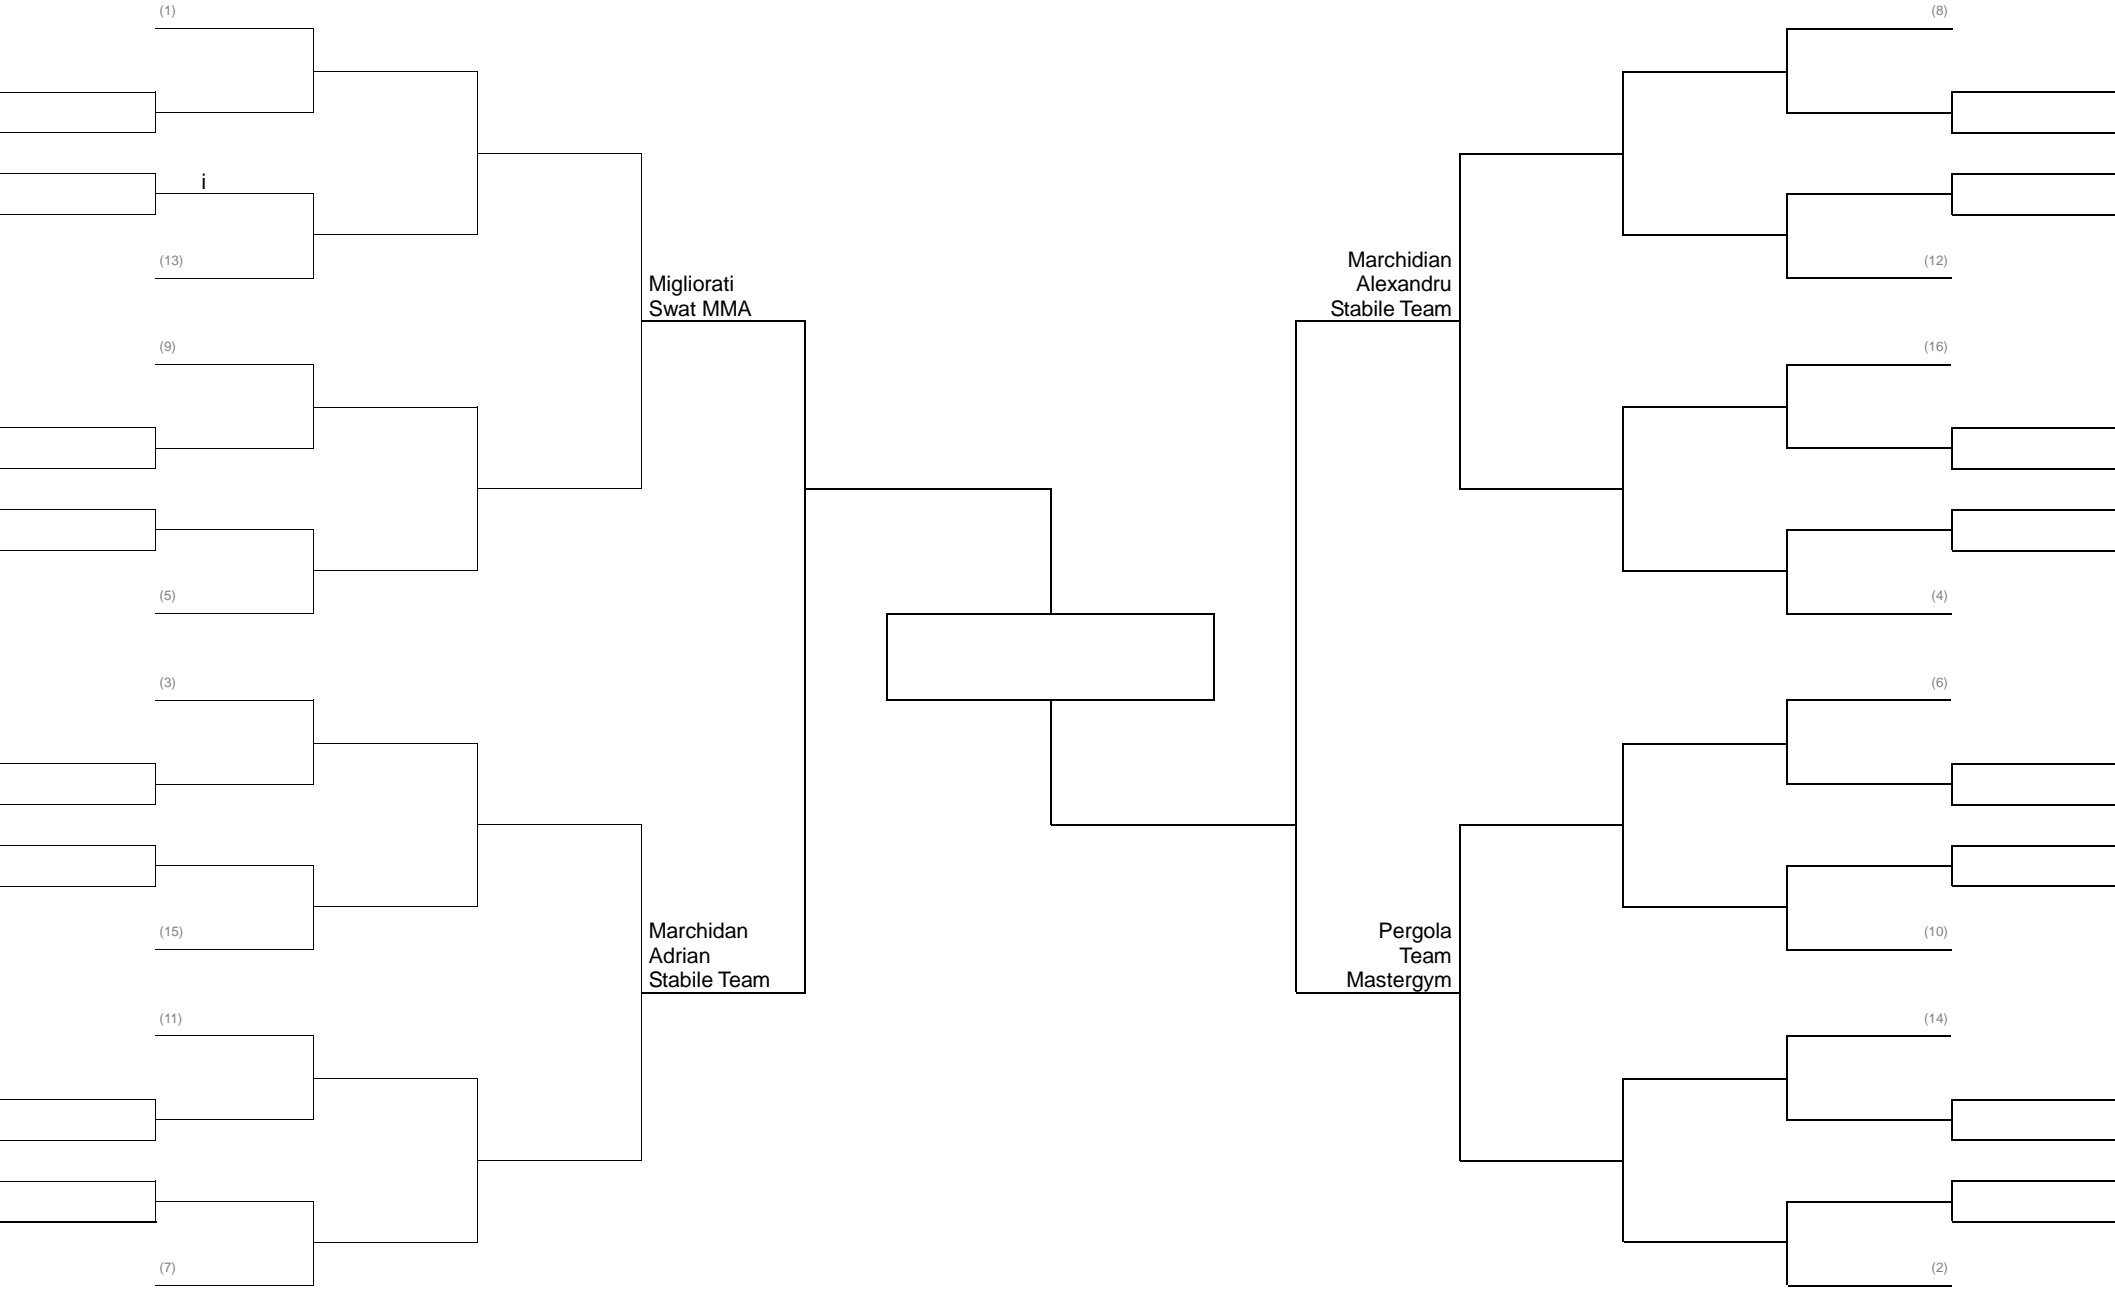 (1)
(8)
i
(13)
(12)
Migliorati
Swat MMA
Marchidian
Alexandru
Stabile Team
(9)
(16)
(5)
(4)
(3)
(6)
(15)
(10)
Marchidan
Adrian
Stabile Team
Pergola
Team
Mastergym
(11)
(14)
(7)
(2)